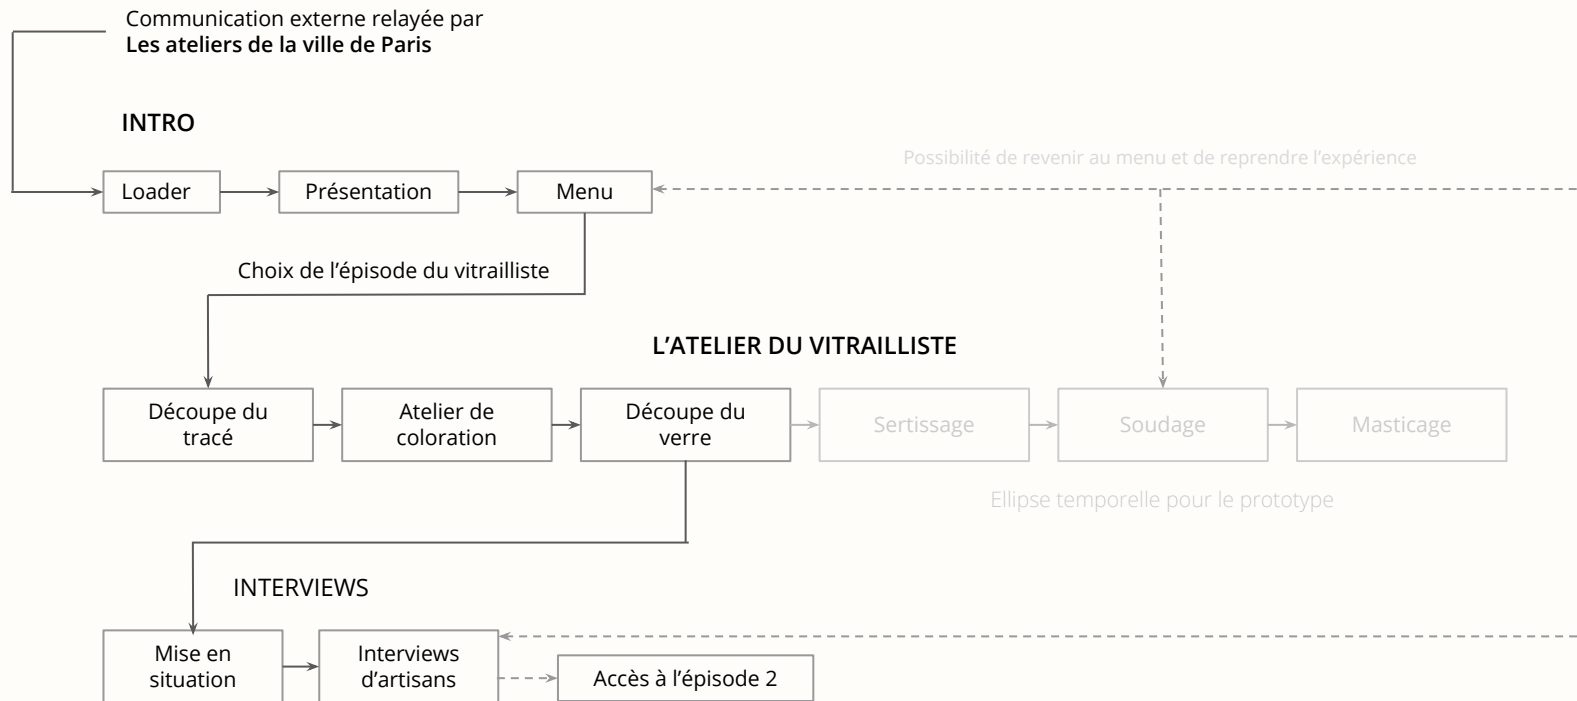 Communication externe relayée par
Les ateliers de la ville de Paris
INTRO
Possibilité de revenir au menu et de reprendre l’expérience
Loader
Présentation
Menu
Choix de l’épisode du vitrailliste
L’ATELIER DU VITRAILLISTE
Découpe du
tracé
Atelier de
coloration
Découpe du
verre
Sertissage
Soudage
Masticage
Ellipse temporelle pour le prototype
INTERVIEWS
Mise en
situation
Interviews
d’artisans
Accès à l’épisode 2